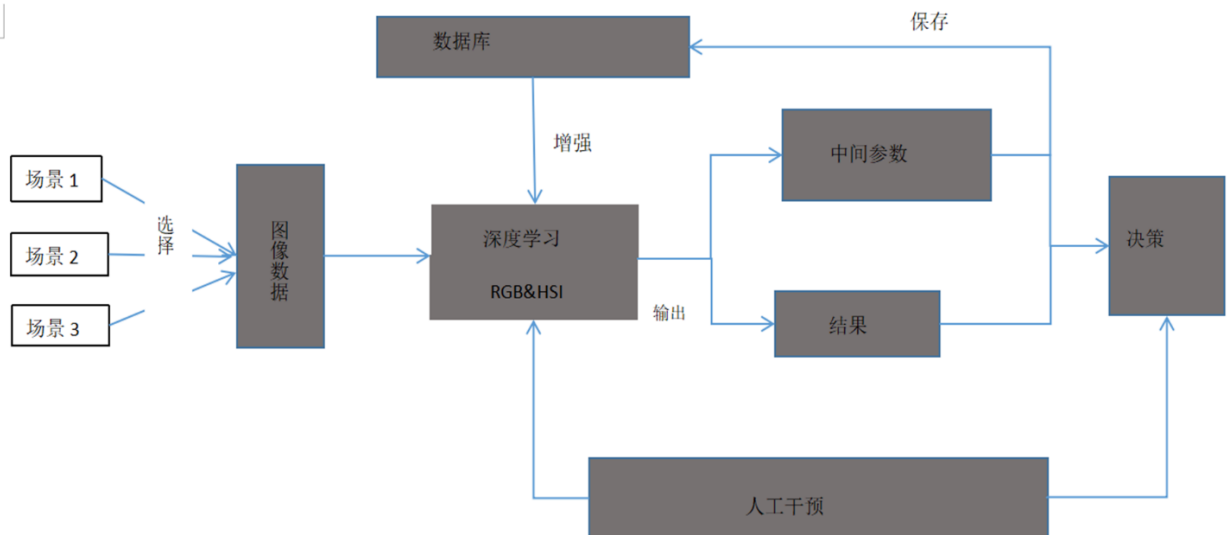 保存
数据库
增强
场景 1
场景 2
场景 3
选择
图像数据
深度学习
RGB&HSI
输出
中间参数
结果
决策
人工干预